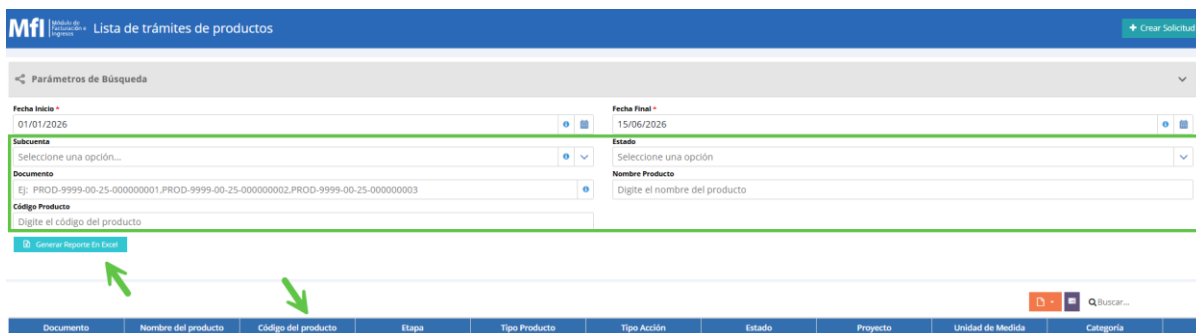 MfI Módulo de Facturación e Ingresos Lista de trámites de productos + Crear Solicitud
Parámetros de Búsqueda
Fecha Inicio * Fecha Final *
01/01/2026 15/06/2026
Subcuenta Estado
Seleccione una opción... Seleccione una opción
Documento Nombre Producto
Ej: PROD-9999-00-25-000000001,PROD-9999-00-25-000000002,PROD-9999-00-25-000000003 Digite el nombre del producto
Código Producto
Digite el código del producto
Generar Reporte En Excel
Buscar...
Documento Nombre del producto Código del producto Etapa Tipo Producto Tipo Acción Estado Proyecto Unidad de Medida Categoría